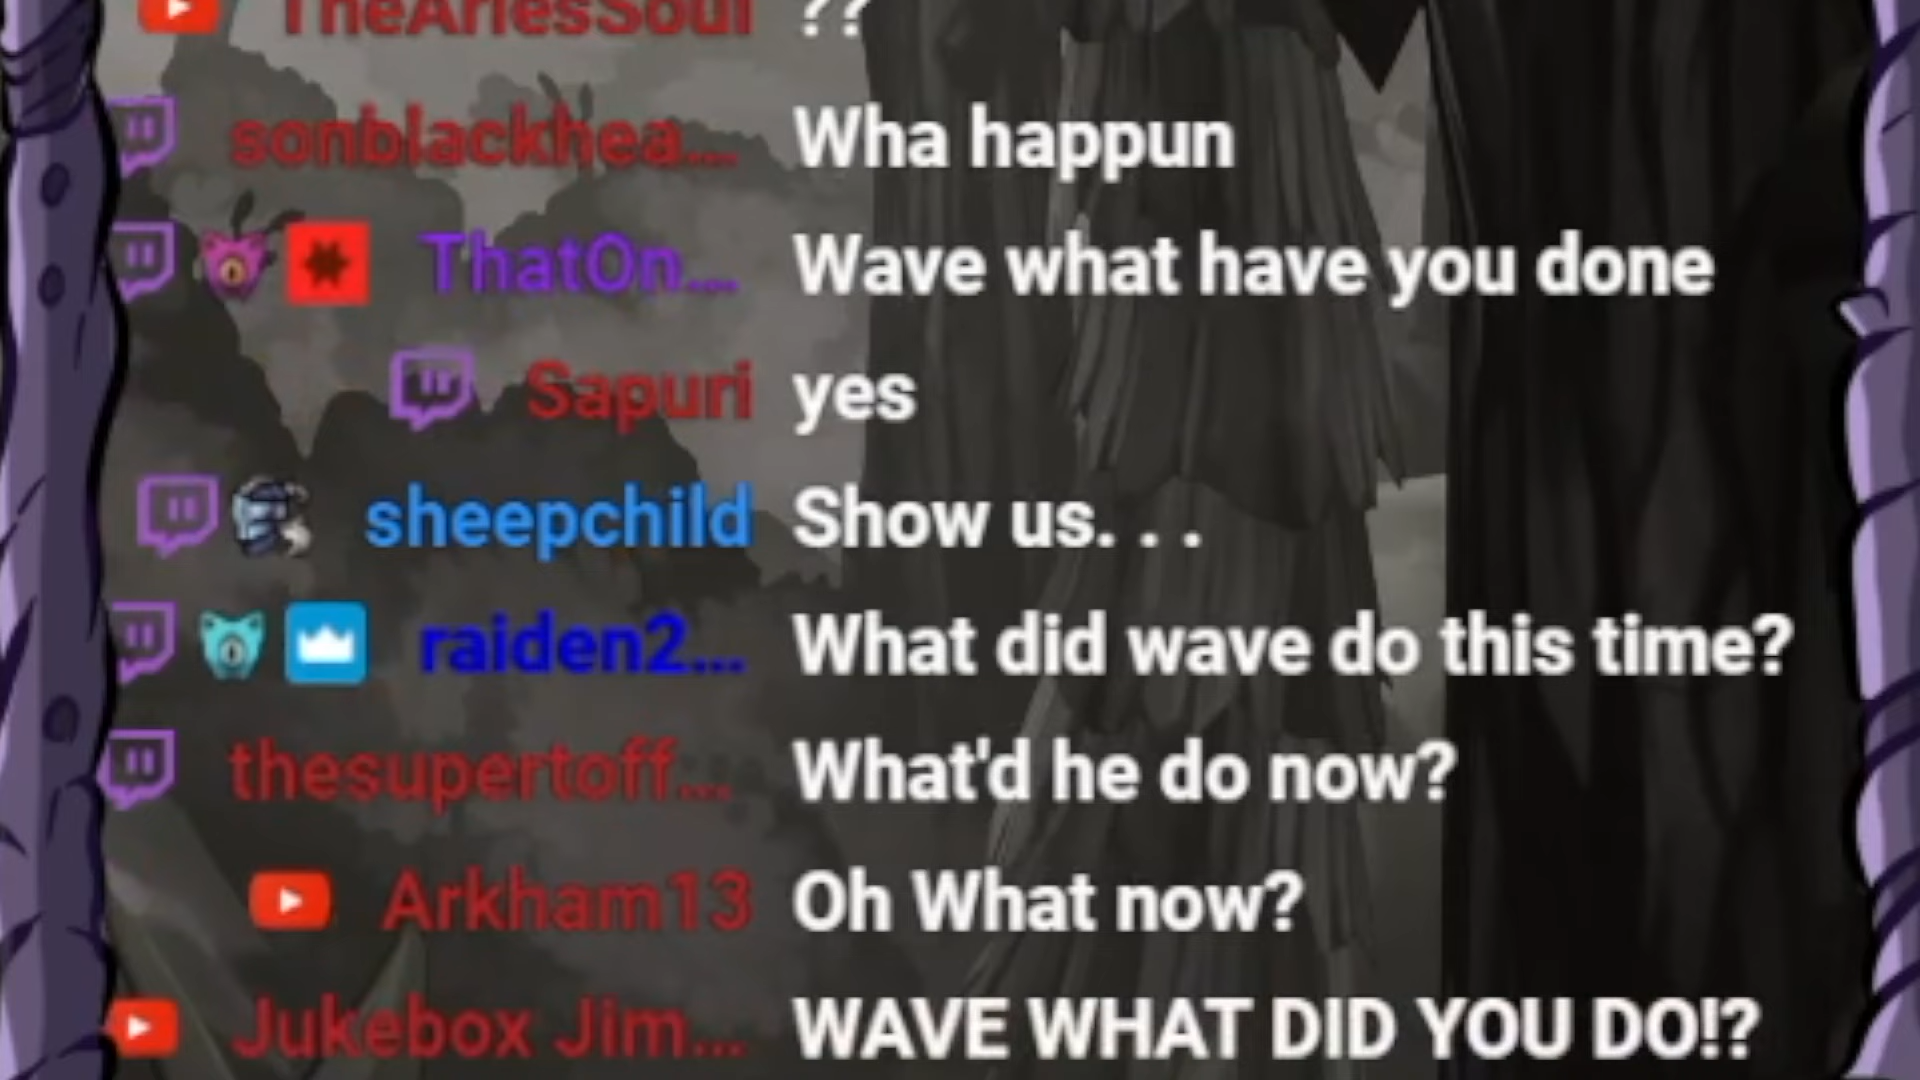 TheAriesSoul ??
sonblackhea... Wha happun
ThatOn... Wave what have you done
Sapuri yes
sheepchild Show us. . .
raiden2... What did wave do this time?
thesupertoff... What'd he do now?
Arkham13 Oh What now?
Jukebox Jim... WAVE WHAT DID YOU DO!?